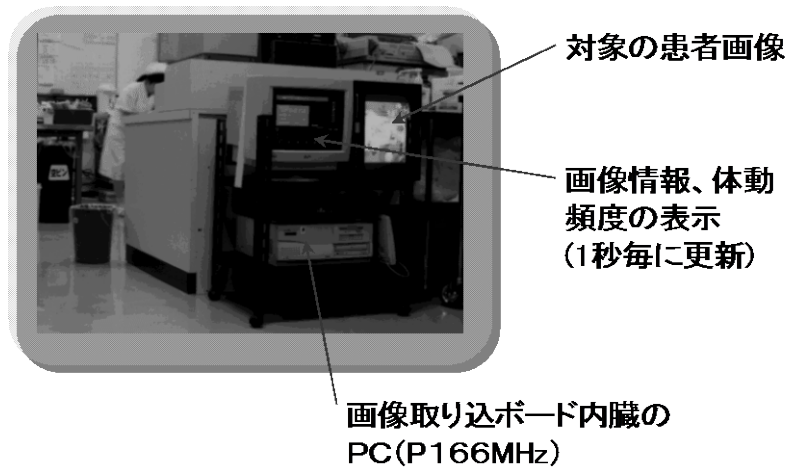 対象の患者画像
画像情報、体動
頻度の表示
(1秒毎に更新)
画像取り込ボード内臓の
PC(P166MHz)